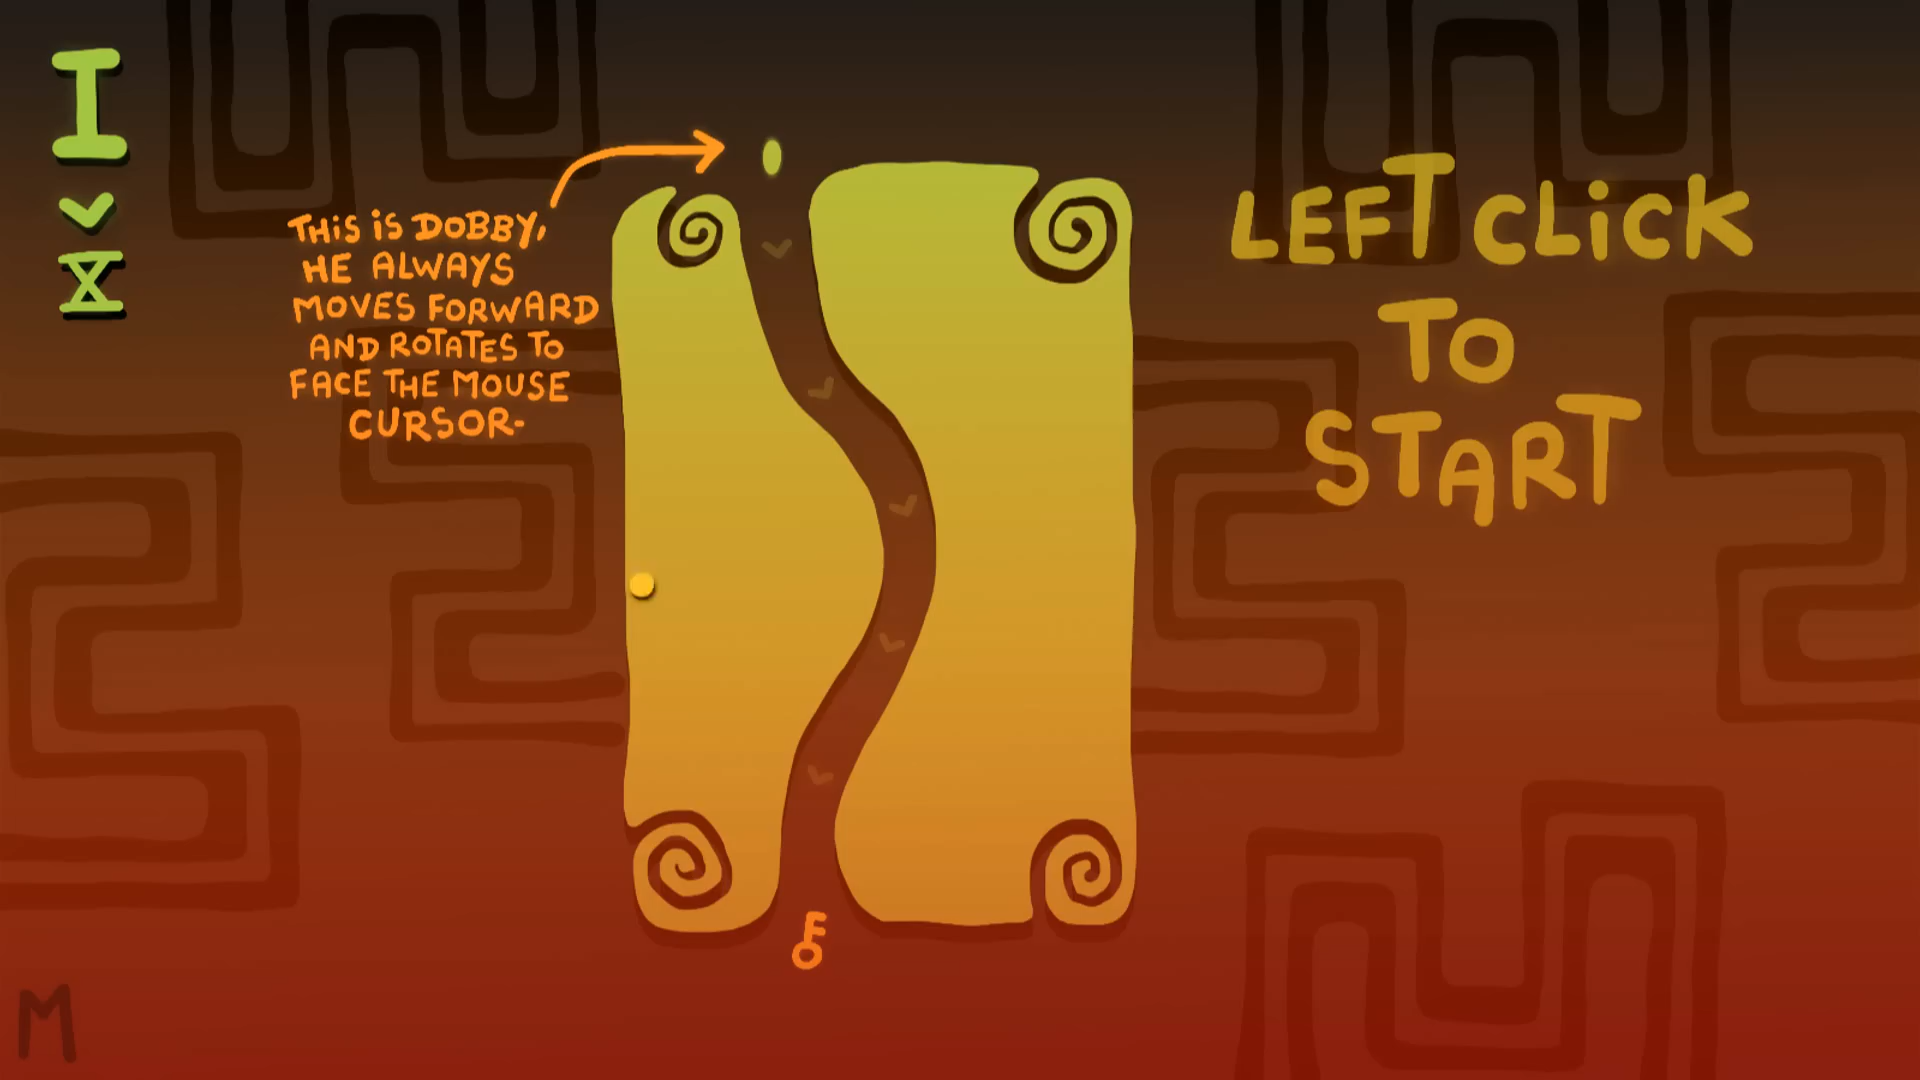 I
X
THIS IS DOBBY,
HE ALWAYS
MOVES FORWARD
AND ROTATES TO
FACE THE MOUSE
CURSOR-
LEFT CLICK
TO
START
M